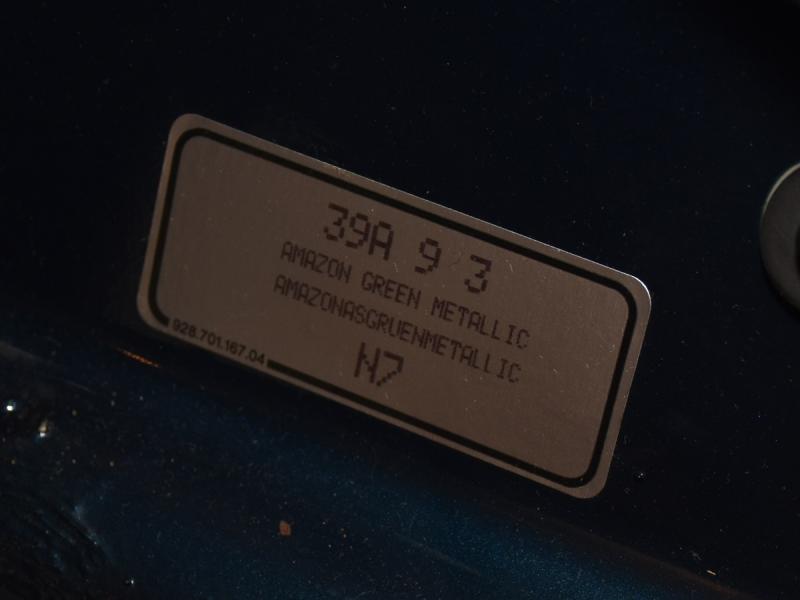 39A 9 3
AMAZON GREEN METALLIC
AMAZONASGRUENMETALLIC
N7
928.701.167.04